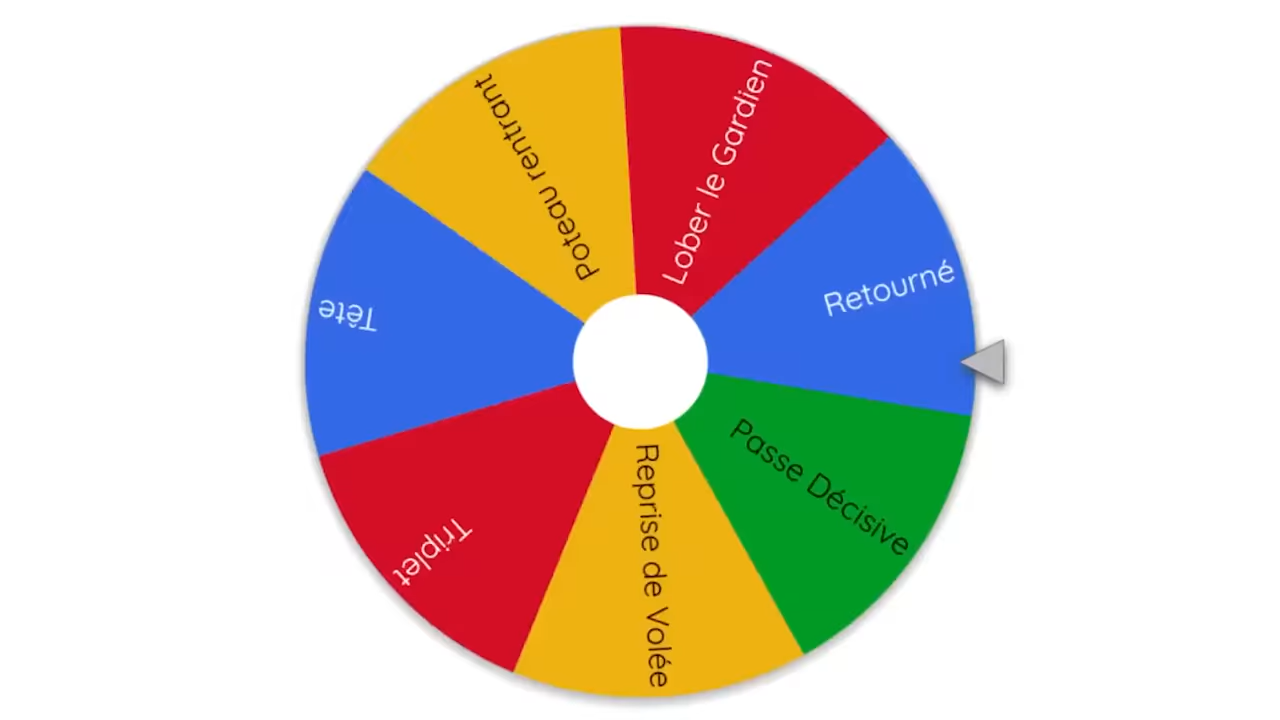 Lober le Gardien
Retourné
Passe Décisive
Reprise de Volée
Triplet
Tête
Poteau rentrant